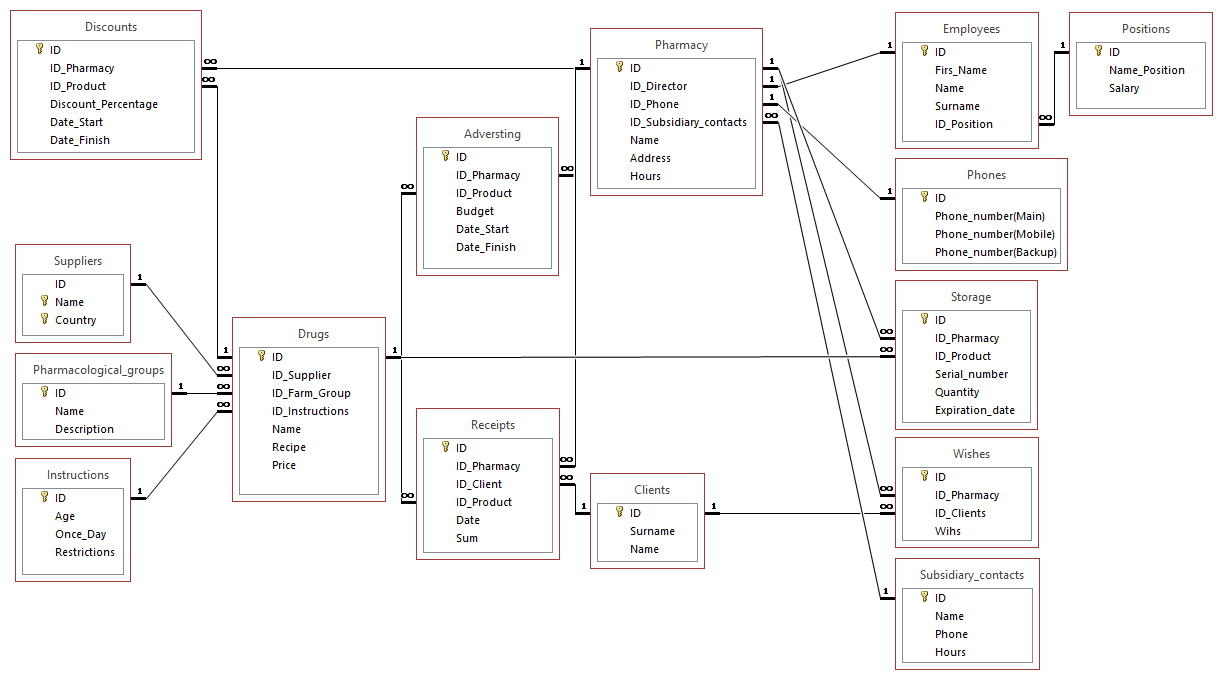 Discounts
ID
ID_Pharmacy
ID_Product
Discount_Percentage
Date_Start
Date_Finish
Pharmacy
ID
ID_Director
ID_Phone
ID_Subsidiary_contacts
Name
Address
Hours
Employees
ID
Firs_Name
Name
Surname
ID_Position
Positions
ID
Name_Position
Salary
Adversting
ID
ID_Pharmacy
ID_Product
Budget
Date_Start
Date_Finish
Phones
ID
Phone_number(Main)
Phone_number(Mobile)
Phone_number(Backup)
Suppliers
ID
Name
Country
Pharmacological_groups
ID
Name
Description
Instructions
ID
Age
Once_Day
Restrictions
Drugs
ID
ID_Supplier
ID_Farm_Group
ID_Instructions
Name
Recipe
Price
Storage
ID
ID_Pharmacy
ID_Product
Serial_number
Quantity
Expiration_date
Receipts
ID
ID_Pharmacy
ID_Client
ID_Product
Date
Sum
Clients
ID
Surname
Name
Wishes
ID
ID_Pharmacy
ID_Clients
Wihs
Subsidiary_contacts
ID
Name
Phone
Hours
1
∞
∞
1
1
1
∞
1
1
∞
1
1
∞
∞
1
1
1
1
∞
∞
∞
1
∞
∞
∞
∞
∞
∞
1
1
∞
∞
1